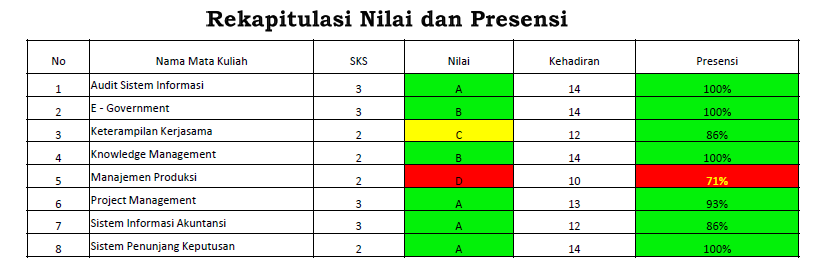 Rekapitulasi Nilai dan Presensi
No Nama Mata Kuliah SKS Nilai Kehadiran Presensi
1 Audit Sistem Informasi 3 A 14 100%
2 E - Government 3 B 14 100%
3 Keterampilan Kerjasama 2 C 12 86%
4 Knowledge Management 2 B 14 100%
5 Manajemen Produksi 2 D 10 71%
6 Project Management 3 A 13 93%
7 Sistem Informasi Akuntansi 3 A 12 86%
8 Sistem Penunjang Keputusan 2 A 14 100%